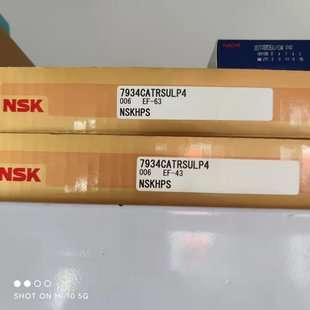 NSK
7934CATRSULP4
006 EF-63
NSKHPS
NSK
7934CATRSULP4
006 EF-43
NSKHPS
SHOT ON MI 10 5G